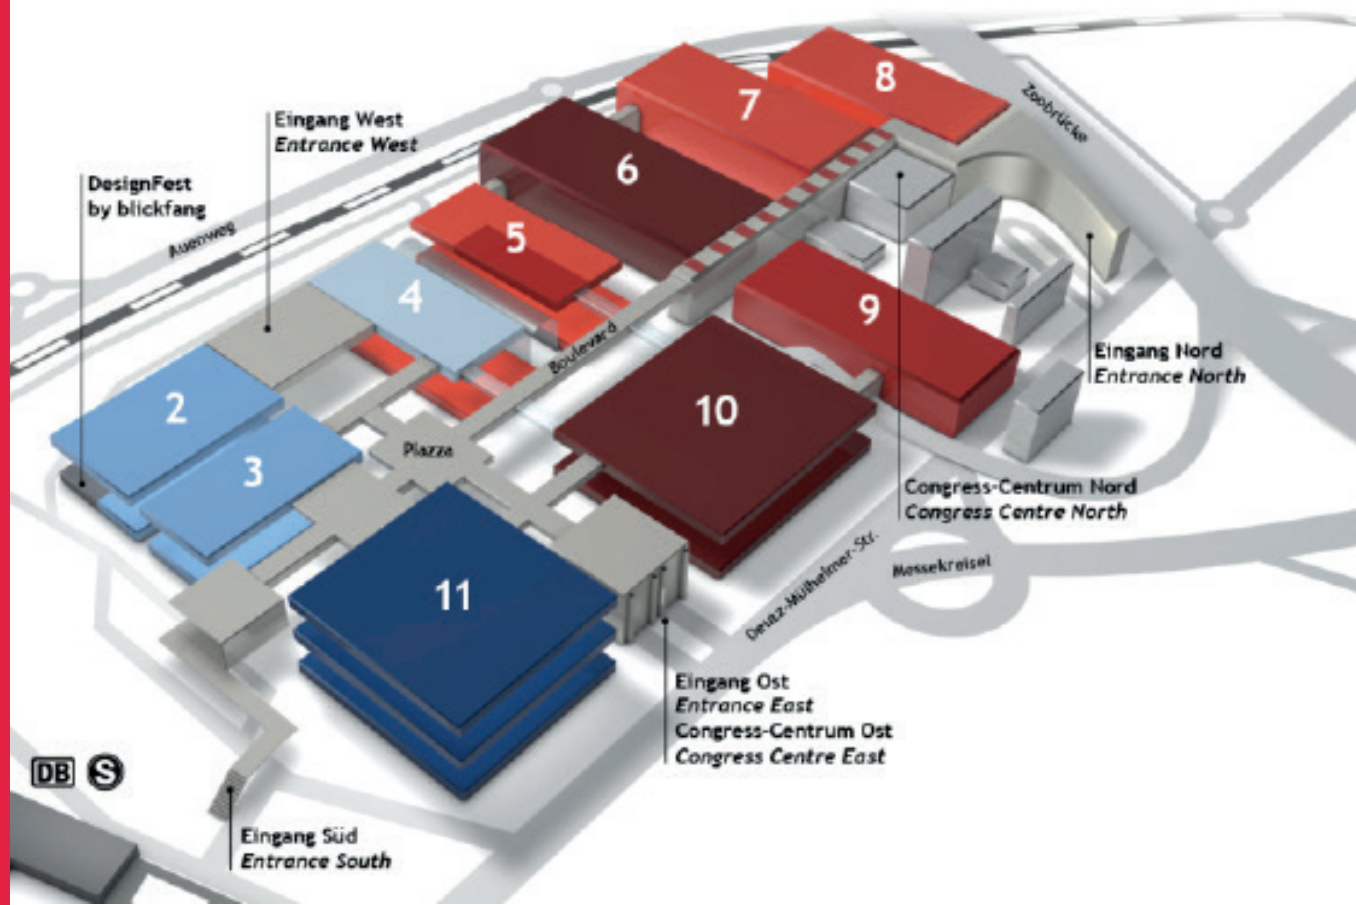 8
Zoobrücke
7
Eingang West
Entrance West
6
DesignFest
by blickfang
Auenweg
5
4
9
Boulevard
Eingang Nord
Entrance North
2
10
Piazza
3
Congress-Centrum Nord
Congress Centre North
Deutz-Mülheimer-Str.
Messekreisel
11
Eingang Ost
Entrance East
Congress-Centrum Ost
Congress Centre East
DB S
Eingang Süd
Entrance South